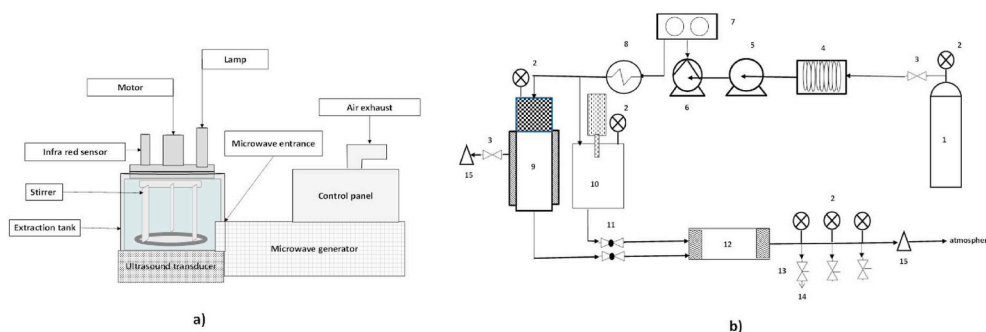 Lamp
Motor
Air exhaust
Infra red sensor
Microwave entrance
Stirrer
Control panel
Extraction tank
Microwave generator
Ultrasound transducer
a)
7
8
5
4
2
3
2
2
6
3
15
9
10
1
11
2
12
atmospher
15
13
14
b)